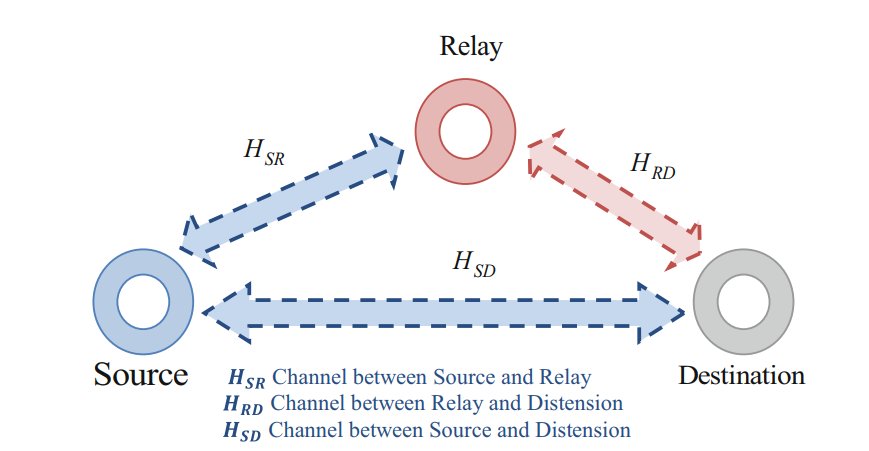 Relay
H_SR
H_RD
H_SD
Source
Destination
H_SR Channel between Source and Relay
H_RD Channel between Relay and Distension
H_SD Channel between Source and Distension